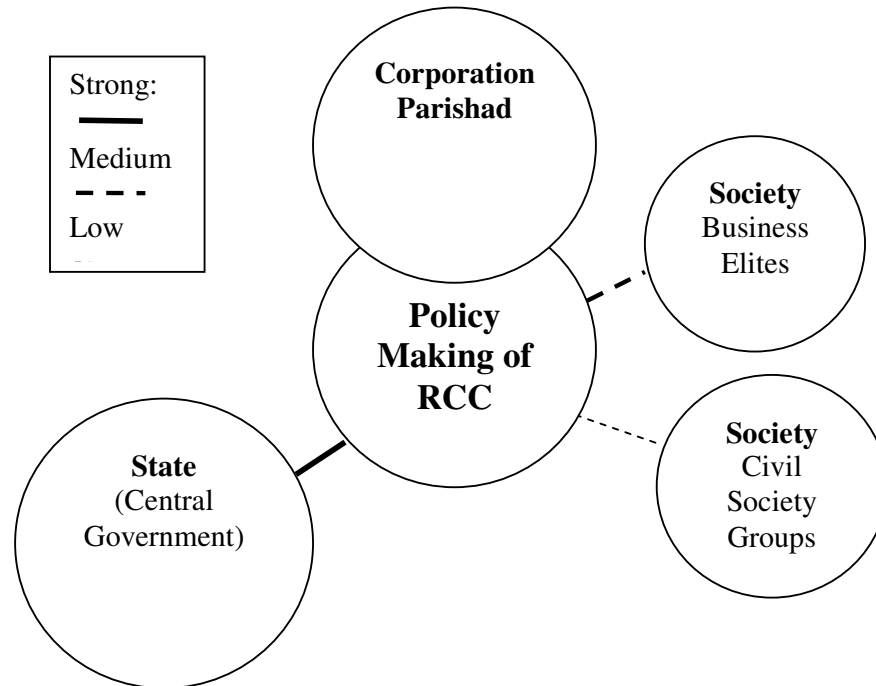 Strong:
Medium
Low
Corporation
Parishad
Society
Business
Elites
Policy
Making of
RCC
Society
Civil
Society
Groups
State
(Central
Government)